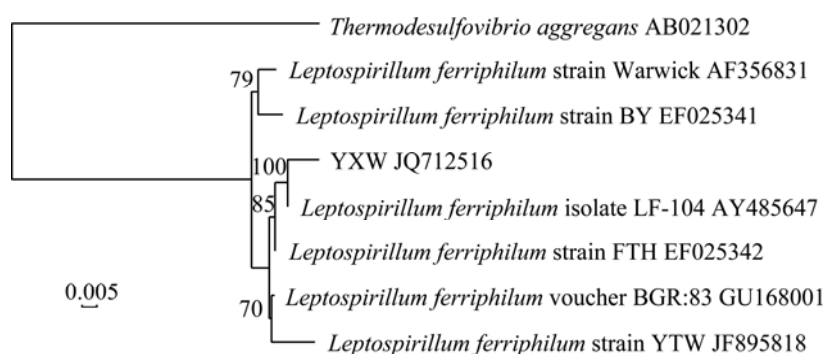 Thermodesulfovibrio aggregans AB021302
79
Leptospirillum ferriphilum strain Warwick AF356831
Leptospirillum ferriphilum strain BY EF025341
100
YXW JQ712516
85
Leptospirillum ferriphilum isolate LF-104 AY485647
Leptospirillum ferriphilum strain FTH EF025342
0.005
Leptospirillum ferriphilum voucher BGR:83 GU168001
70
Leptospirillum ferriphilum strain YTW JF895818